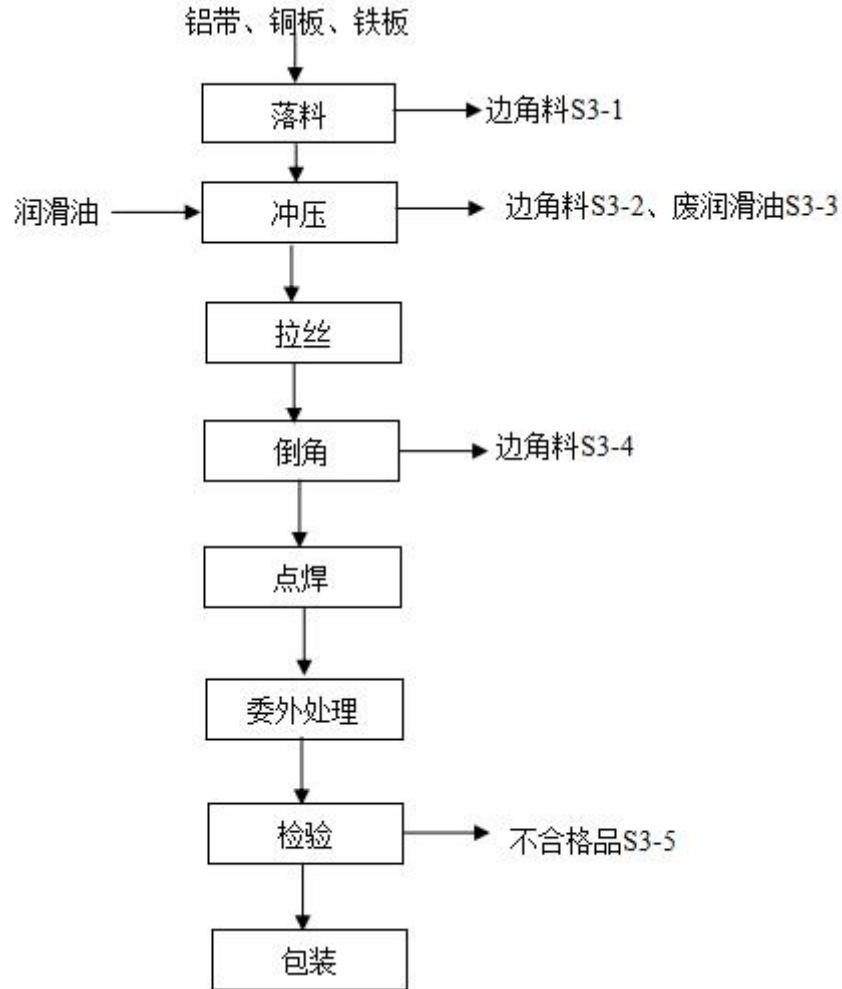 铝带、铜板、铁板
落料
边角料S3-1
润滑油
冲压
边角料S3-2、废润滑油S3-3
拉丝
倒角
边角料S3-4
点焊
委外处理
检验
不合格品S3-5
包装